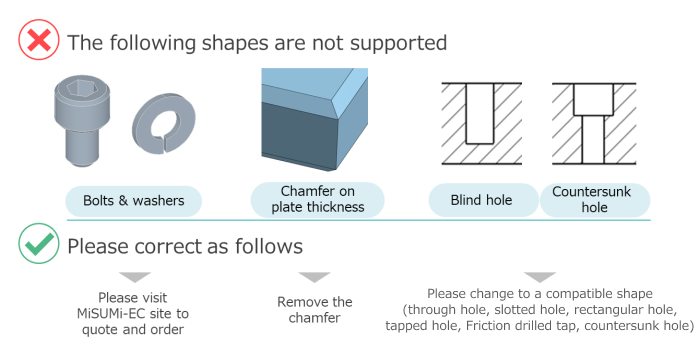 The following shapes are not supported
Bolts & washers
Chamfer on
plate thickness
Blind hole
Countersunk
hole
Please correct as follows
Please visit
MiSUMi-EC site to
quote and order
Remove the
chamfer
Please change to a compatible shape
(through hole, slotted hole, rectangular hole,
tapped hole, Friction drilled tap, countersunk hole)